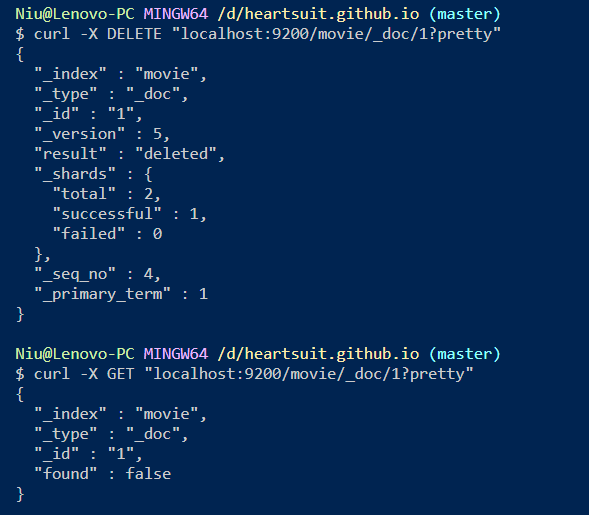 Niu@Lenovo-PC MINGW64 /d/heartsuit.github.io (master)
$ curl -X DELETE "localhost:9200/movie/_doc/1?pretty"
{
  "_index" : "movie",
  "_type" : "_doc",
  "_id" : "1",
  "_version" : 5,
  "result" : "deleted",
  "_shards" : {
    "total" : 2,
    "successful" : 1,
    "failed" : 0
  },
  "_seq_no" : 4,
  "_primary_term" : 1
}

Niu@Lenovo-PC MINGW64 /d/heartsuit.github.io (master)
$ curl -X GET "localhost:9200/movie/_doc/1?pretty"
{
  "_index" : "movie",
  "_type" : "_doc",
  "_id" : "1",
  "found" : false
}